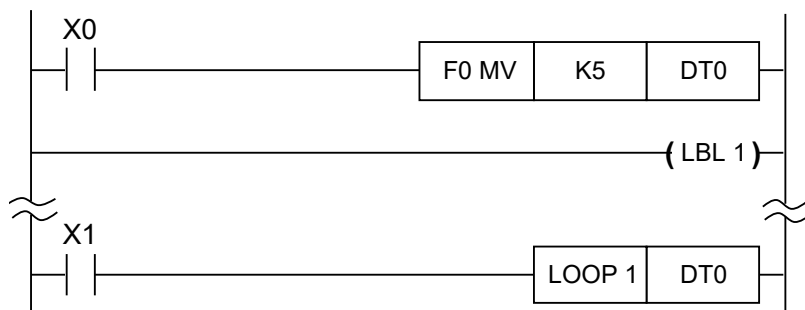 X0
F0 MV K5 DT0
( LBL 1 )
X1
LOOP 1 DT0